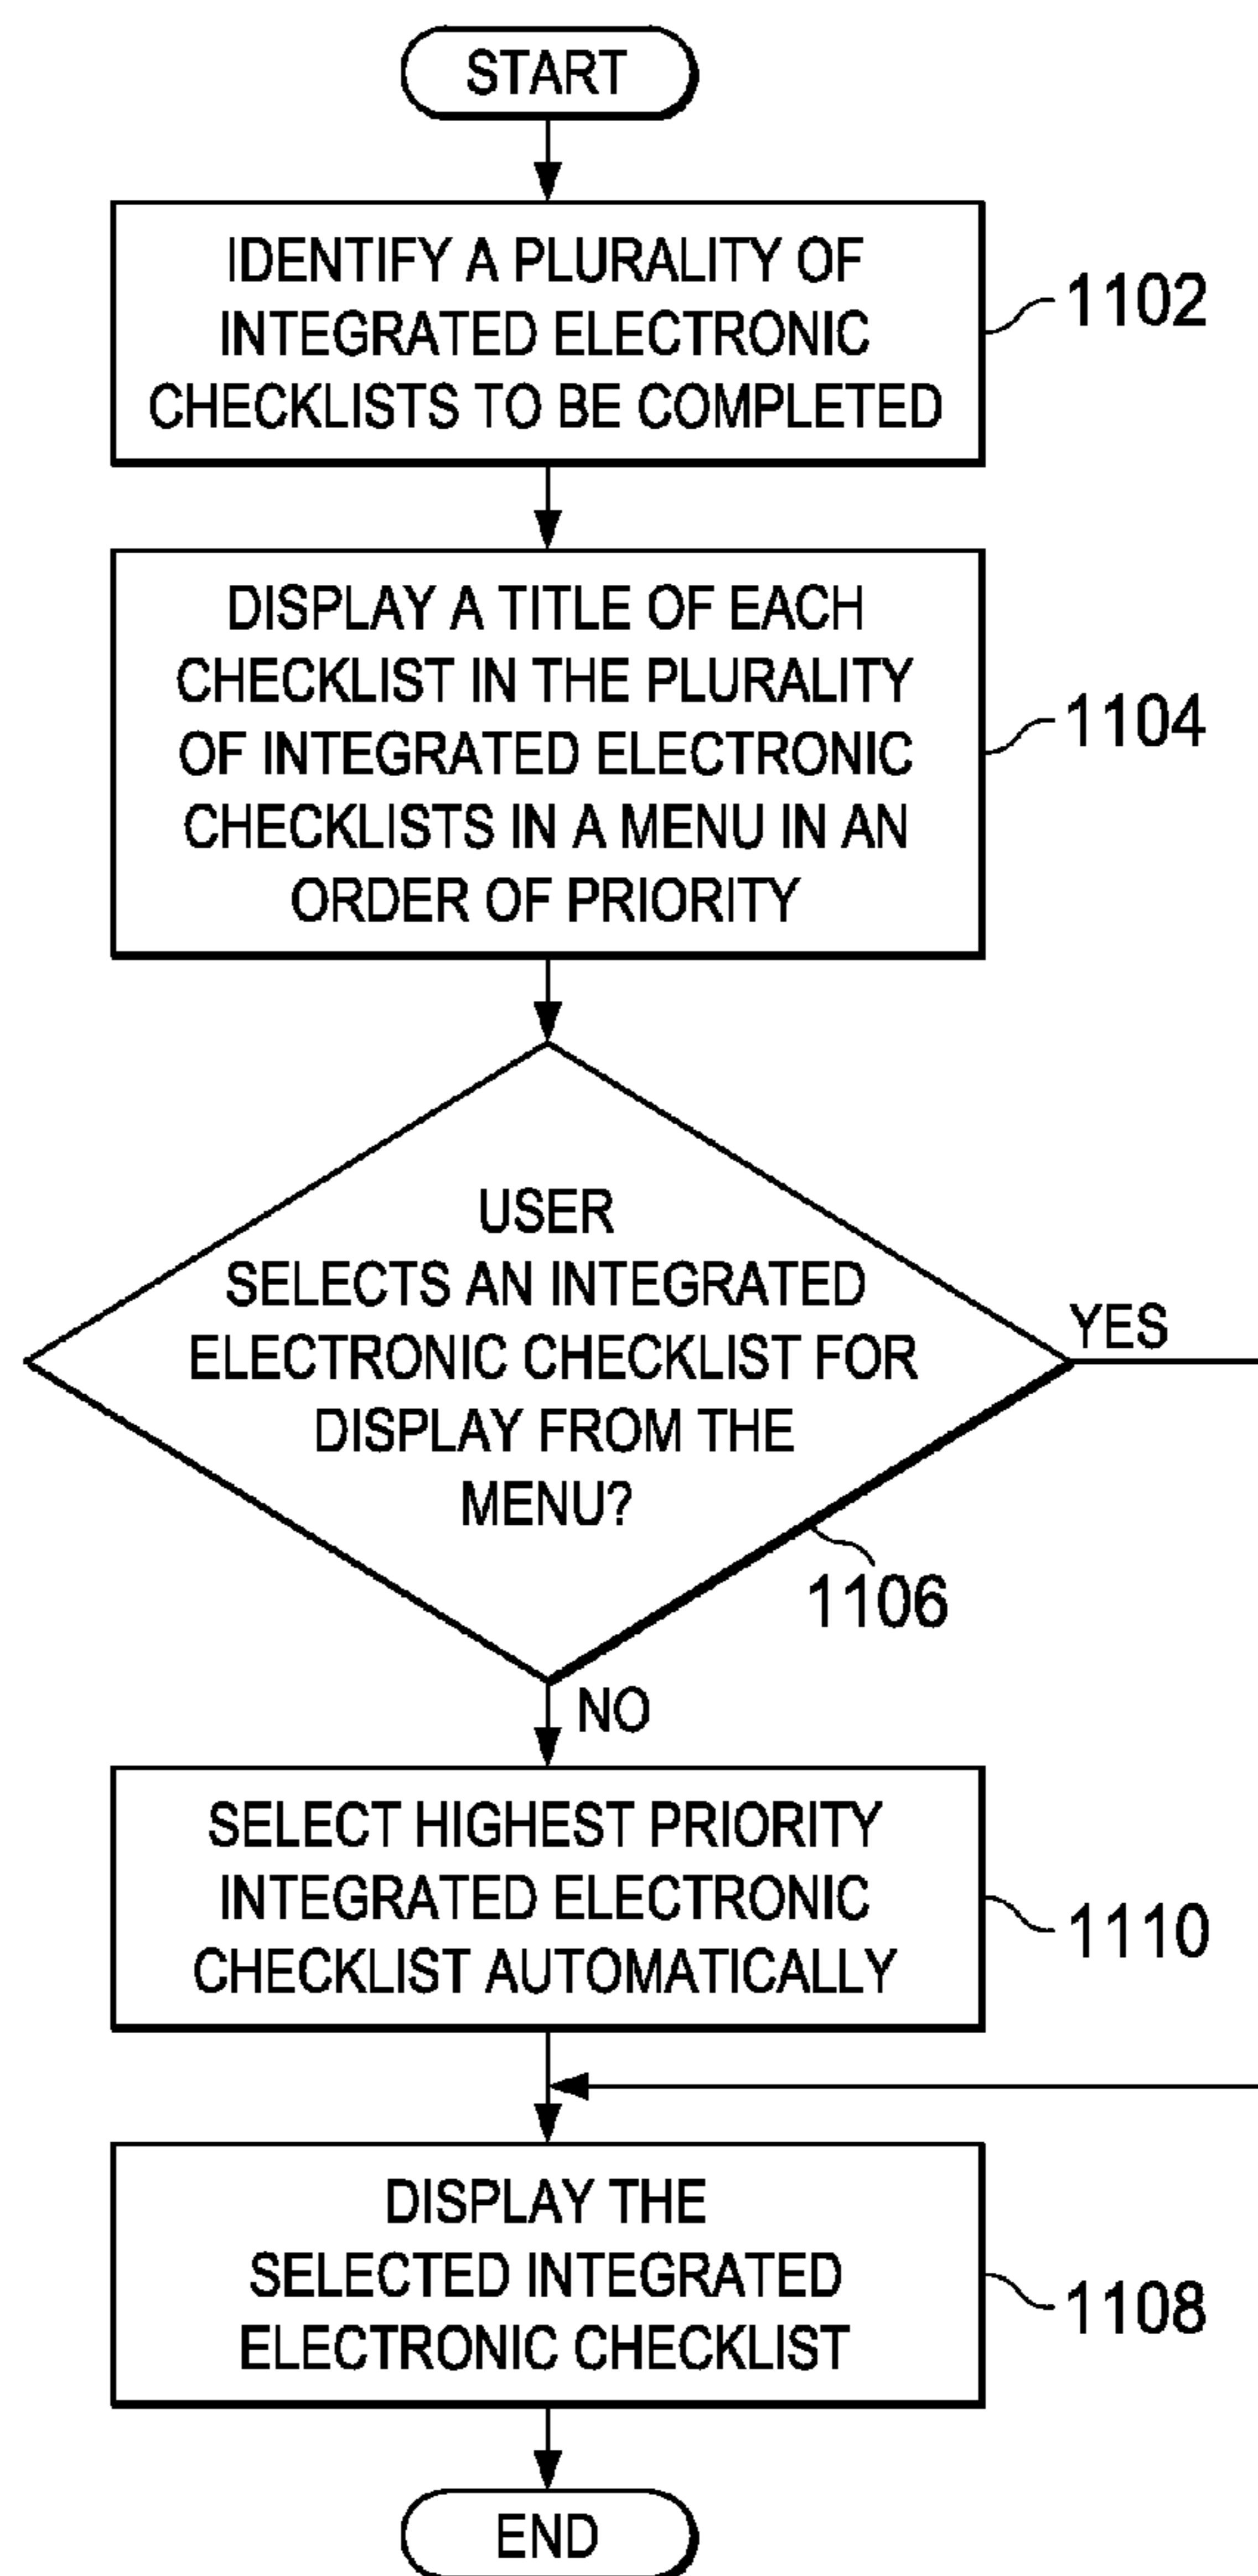 START
IDENTIFY A PLURALITY OF
INTEGRATED ELECTRONIC
CHECKLISTS TO BE COMPLETED
1102
DISPLAY A TITLE OF EACH
CHECKLIST IN THE PLURALITY
OF INTEGRATED ELECTRONIC
CHECKLISTS IN A MENU IN AN
ORDER OF PRIORITY
1104
USER
SELECTS AN INTEGRATED
ELECTRONIC CHECKLIST FOR
DISPLAY FROM THE
MENU?
YES
1106
NO
SELECT HIGHEST PRIORITY
INTEGRATED ELECTRONIC
CHECKLIST AUTOMATICALLY
1110
DISPLAY THE
SELECTED INTEGRATED
ELECTRONIC CHECKLIST
1108
END